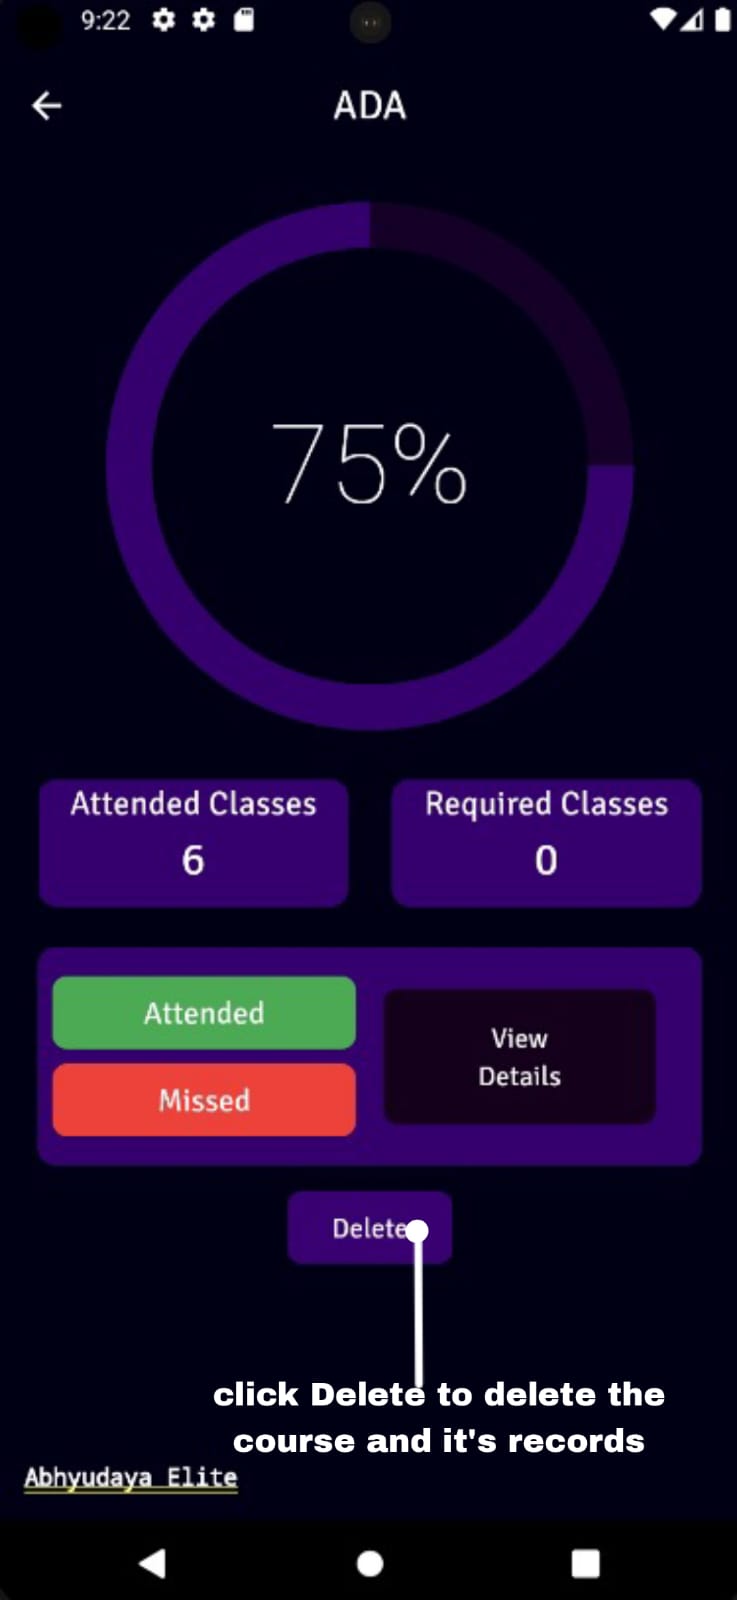 9:22
ADA
75%
Attended Classes
6
Required Classes
0
Attended
Missed
View
Details
Delete
click Delete to delete the
course and it's records
Abhyudaya Elite